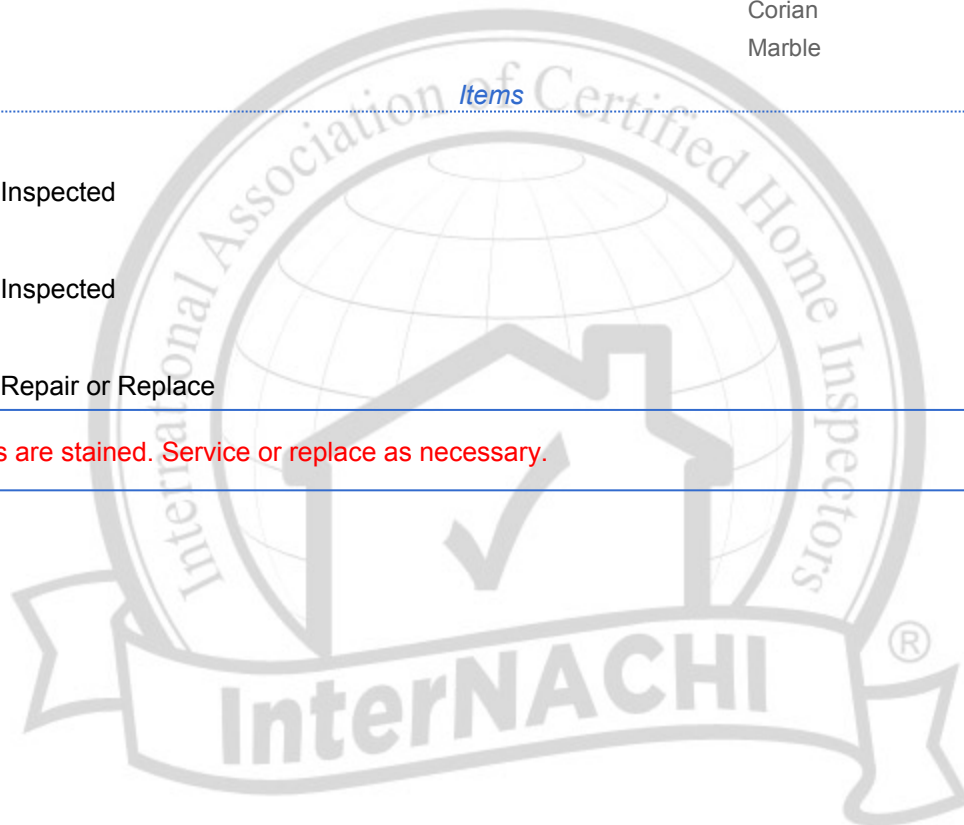 Corian
Marble
Items
Inspected
Inspected
Repair or Replace
s are stained. Service or replace as necessary.
International Association of Certified Home Inspectors
®
InterNACHI